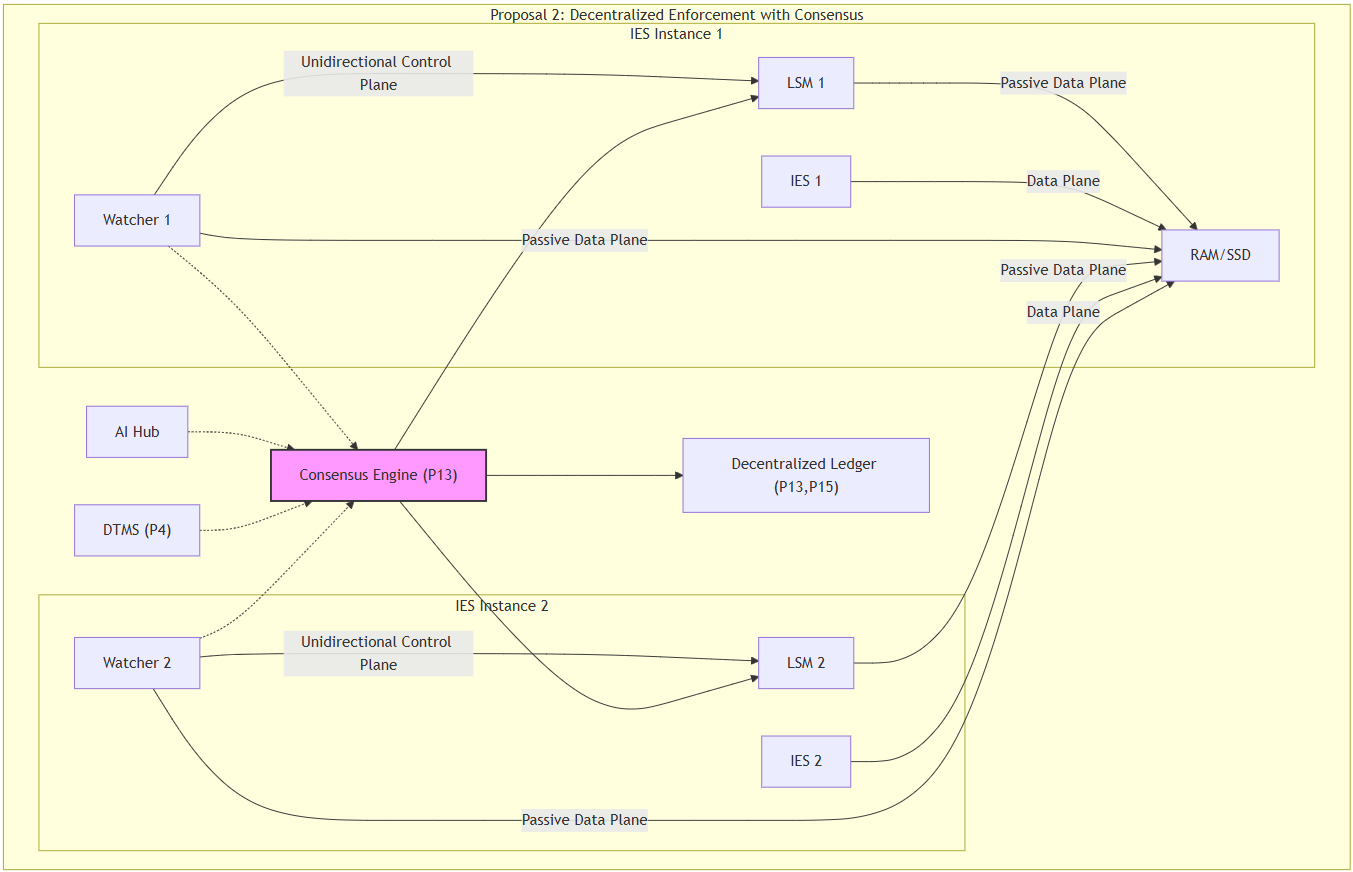 Proposal 2: Decentralized Enforcement with Consensus
IES Instance 1
Unidirectional Control
Plane
LSM 1
Passive Data Plane
IES 1
Data Plane
Watcher 1
Passive Data Plane
RAM/SSD
Passive Data Plane
Data Plane
AI Hub
Consensus Engine (P13)
Decentralized Ledger
(P13,P15)
DTMS (P4)
IES Instance 2
Unidirectional Control
Plane
Watcher 2
LSM 2
IES 2
Passive Data Plane